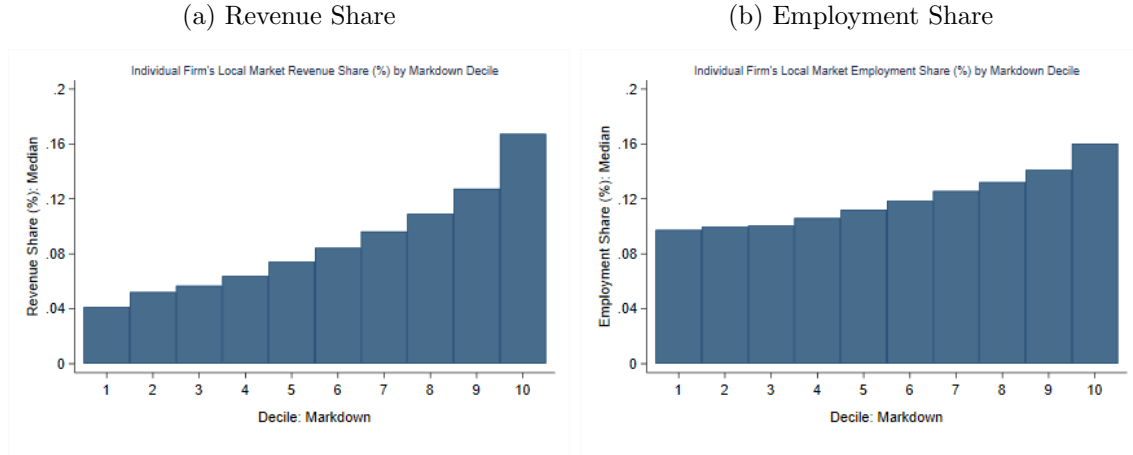 (a) Revenue Share
Individual Firm's Local Market Revenue Share (%) by Markdown Decile
Revenue Share (%): Median
.2
.16
.12
.08
.04
0
1 2 3 4 5 6 7 8 9 10
Decile: Markdown
(b) Employment Share
Individual Firm's Local Market Employment Share (%) by Markdown Decile
Employment Share (%): Median
.2
.16
.12
.08
.04
0
1 2 3 4 5 6 7 8 9 10
Decile: Markdown